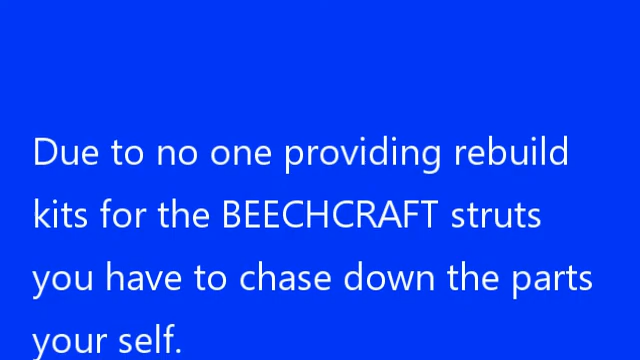 Due to no one providing rebuild
kits for the BEECHCRAFT struts
you have to chase down the parts
your self.